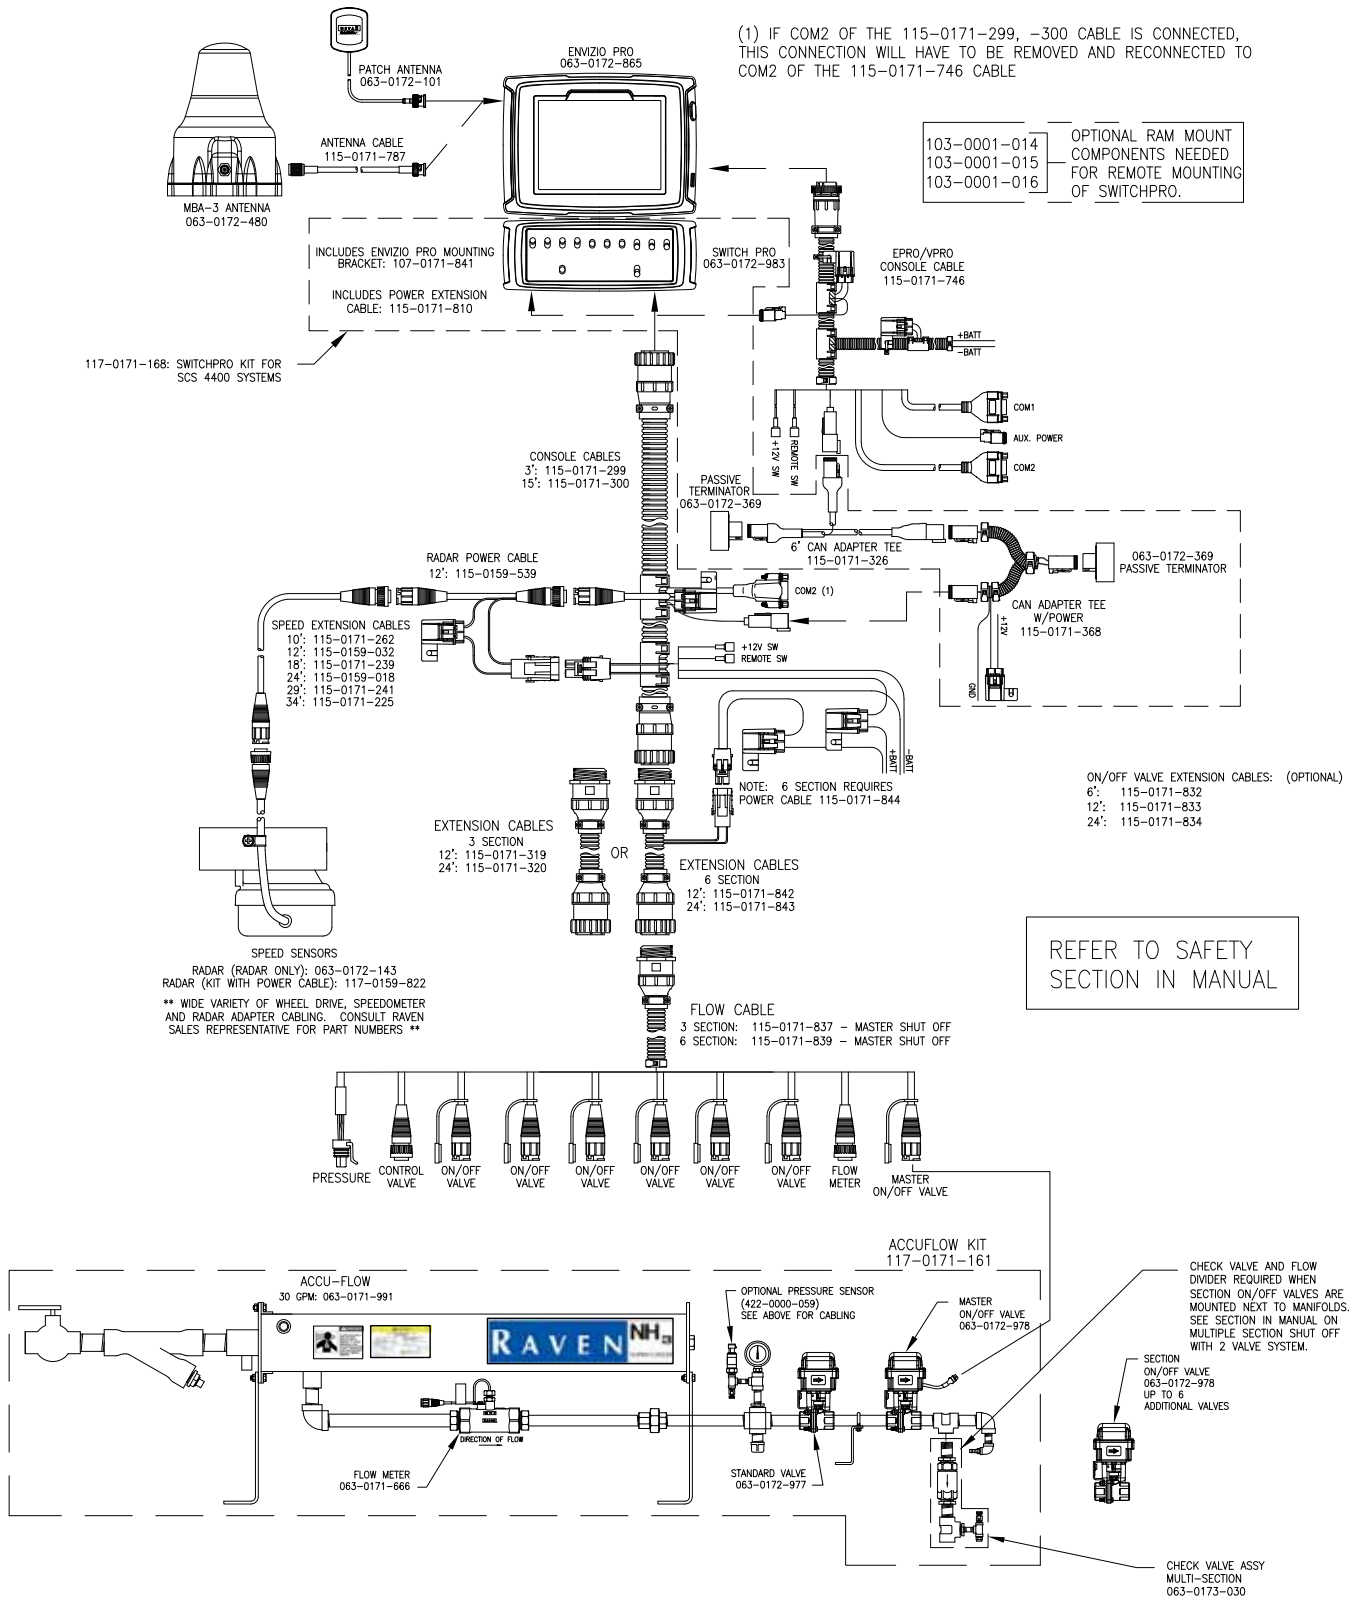 (1) IF COM2 OF THE 115-0171-299, -300 CABLE IS CONNECTED,
THIS CONNECTION WILL HAVE TO BE REMOVED AND RECONNECTED TO
COM2 OF THE 115-0171-746 CABLE
ENVIZIO PRO
063-0172-865
PATCH ANTENNA
063-0172-101
ANTENNA CABLE
115-0171-787
MBA-3 ANTENNA
063-0172-480
103-0001-014
103-0001-015
103-0001-016
OPTIONAL RAM MOUNT
COMPONENTS NEEDED
FOR REMOTE MOUNTING
OF SWITCHPRO.
INCLUDES ENVIZIO PRO MOUNTING
BRACKET: 107-0171-841
INCLUDES POWER EXTENSION
CABLE: 115-0171-810
SWITCH PRO
063-0172-983
EPRO/VPRO
CONSOLE CABLE
115-0171-746
+BATT
-BATT
117-0171-168: SWITCHPRO KIT FOR
SCS 4400 SYSTEMS
COM1
AUX. POWER
COM2
+12V SW
REMOTE SW
CONSOLE CABLES
3': 115-0171-299
15': 115-0171-300
PASSIVE
TERMINATOR
063-0172-369
6' CAN ADAPTER TEE
115-0171-326
063-0172-369
PASSIVE TERMINATOR
CAN ADAPTER TEE
W/POWER
115-0171-368
+12V
GND
RADAR POWER CABLE
12': 115-0159-539
COM2 (1)
+12V SW
REMOTE SW
SPEED EXTENSION CABLES
10': 115-0171-262
12': 115-0159-032
18': 115-0171-239
24': 115-0159-018
29': 115-0171-241
34': 115-0171-225
+BATT
-BATT
NOTE: 6 SECTION REQUIRES
POWER CABLE 115-0171-844
ON/OFF VALVE EXTENSION CABLES: (OPTIONAL)
6': 115-0171-832
12': 115-0171-833
24': 115-0171-834
EXTENSION CABLES
3 SECTION
12': 115-0171-319
24': 115-0171-320
OR
EXTENSION CABLES
6 SECTION
12': 115-0171-842
24': 115-0171-843
REFER TO SAFETY
SECTION IN MANUAL
SPEED SENSORS
RADAR (RADAR ONLY): 063-0172-143
RADAR (KIT WITH POWER CABLE): 117-0159-822
** WIDE VARIETY OF WHEEL DRIVE, SPEEDOMETER
AND RADAR ADAPTER CABLING. CONSULT RAVEN
SALES REPRESENTATIVE FOR PART NUMBERS **
FLOW CABLE
3 SECTION: 115-0171-837 - MASTER SHUT OFF
6 SECTION: 115-0171-839 - MASTER SHUT OFF
PRESSURE
CONTROL
VALVE
ON/OFF
VALVE
ON/OFF
VALVE
ON/OFF
VALVE
ON/OFF
VALVE
ON/OFF
VALVE
ON/OFF
VALVE
FLOW
METER
MASTER
ON/OFF VALVE
ACCUFLOW KIT
117-0171-161
ACCU-FLOW
30 GPM: 063-0171-991
RAVEN NH3
OPTIONAL PRESSURE SENSOR
(422-0000-059)
SEE ABOVE FOR CABLING
MASTER
ON/OFF VALVE
063-0172-978
CHECK VALVE AND FLOW
DIVIDER REQUIRED WHEN
SECTION ON/OFF VALVES ARE
MOUNTED NEXT TO MANIFOLDS.
SEE SECTION IN MANUAL ON
MULTIPLE SECTION SHUT OFF
WITH 2 VALVE SYSTEM.
SECTION
ON/OFF VALVE
063-0172-978
UP TO 6
ADDITIONAL VALVES
DIRECTION OF FLOW
FLOW METER
063-0171-666
STANDARD VALVE
063-0172-977
CHECK VALVE ASSY
MULTI-SECTION
063-0173-030